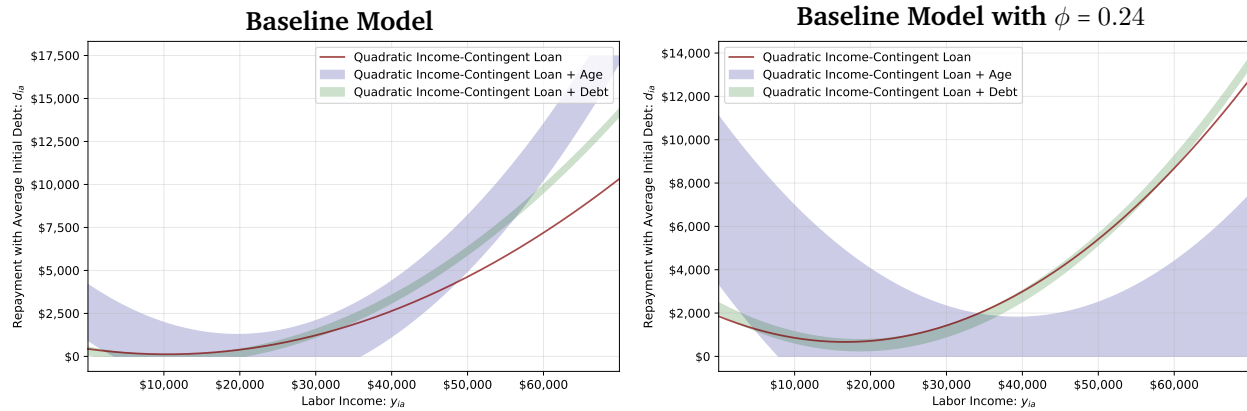 Baseline Model
Quadratic Income-Contingent Loan
Quadratic Income-Contingent Loan + Age
Quadratic Income-Contingent Loan + Debt
Repayment with Average Initial Debt: dᵢₐ
$17,500
$15,000
$12,500
$10,000
$7,500
$5,000
$2,500
$0
$10,000 $20,000 $30,000 $40,000 $50,000 $60,000
Labor Income: yᵢₐ
Baseline Model with ϕ = 0.24
Quadratic Income-Contingent Loan
Quadratic Income-Contingent Loan + Age
Quadratic Income-Contingent Loan + Debt
Repayment with Average Initial Debt: dᵢₐ
$14,000
$12,000
$10,000
$8,000
$6,000
$4,000
$2,000
$0
$10,000 $20,000 $30,000 $40,000 $50,000 $60,000
Labor Income: yᵢₐ